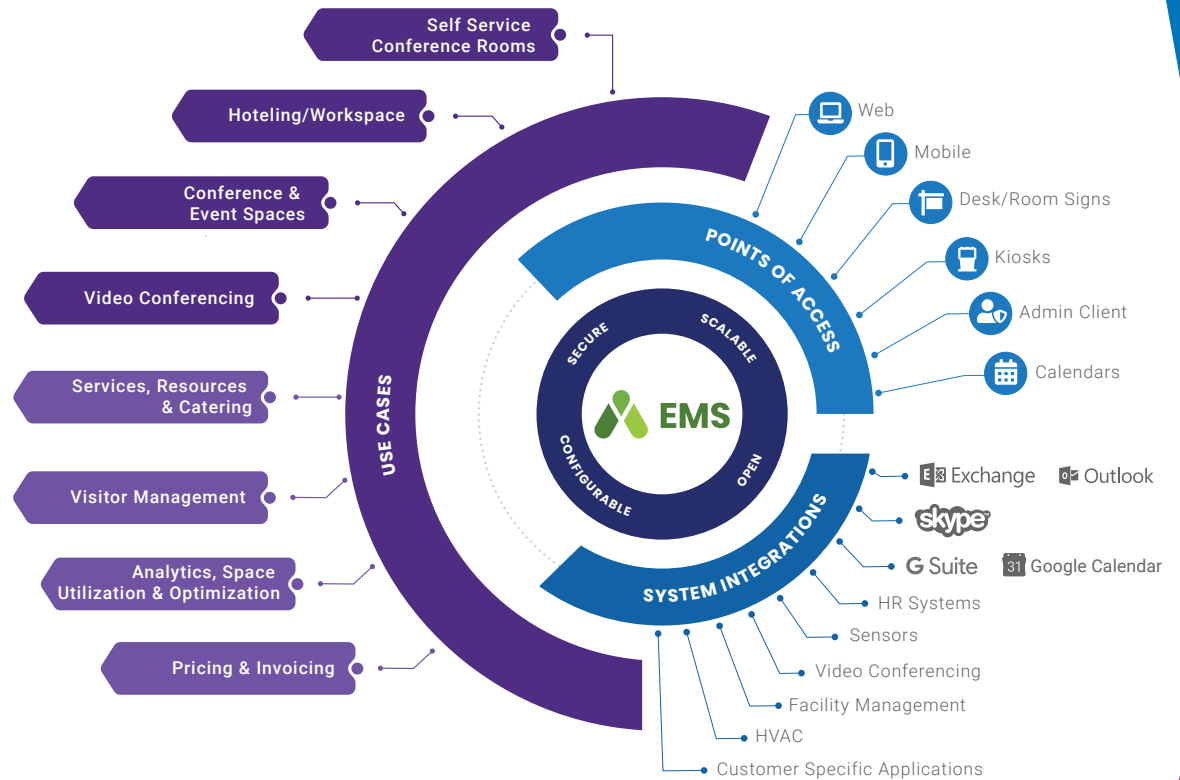 Self Service
Conference Rooms
Hoteling/Workspace
Conference &
Event Spaces
Video Conferencing
Services, Resources
& Catering
Visitor Management
Analytics, Space
Utilization & Optimization
Pricing & Invoicing
USE CASES
POINTS OF ACCESS
Web
Mobile
Desk/Room Signs
Kiosks
Admin Client
Calendars
SECURE
SCALABLE
CONFIGURABLE
OPEN
EMS
SYSTEM INTEGRATIONS
E Exchange
o Outlook
skype™
G Suite
31 Google Calendar
HR Systems
Sensors
Video Conferencing
Facility Management
HVAC
Customer Specific Applications